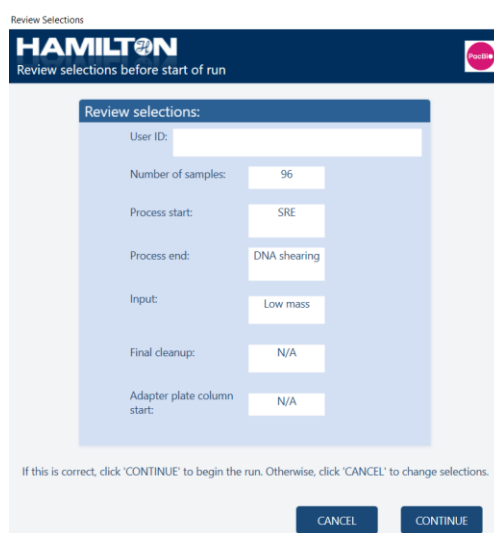 Review Selections
HAMILTON
PacBio
Review selections before start of run
Review selections:
User ID:
Number of samples: 96
Process start: SRE
Process end: DNA shearing
Input: Low mass
Final cleanup: N/A
Adapter plate column
start: N/A
If this is correct, click 'CONTINUE' to begin the run. Otherwise, click 'CANCEL' to change selections.
CANCEL CONTINUE